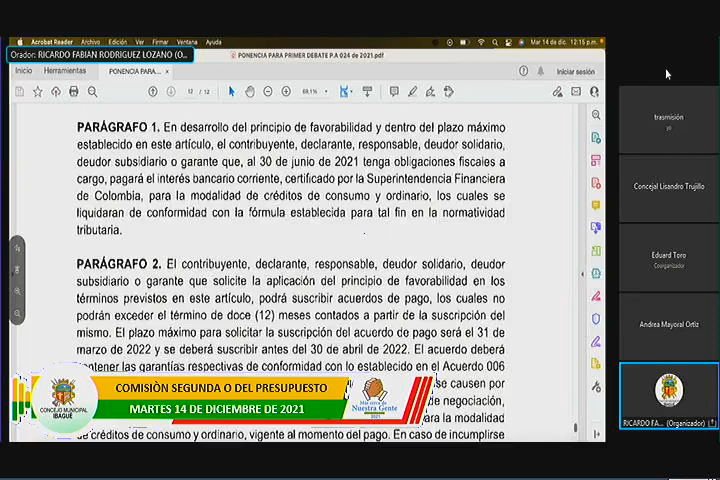 Acrobat Reader Archivo Edición Ver Firmar Ventana Ayuda
Mar 14 de dic. 12:15 p.m.
Orador: RICARDO FABIAN RODRIGUEZ LOZANO (O...
PONENCIA PARA PRIMER DEBATE P.A 024 de 2021.pdf
Inicio Herramientas PONENCIA PARA... × Iniciar sesión
12 / 12 69,1%
PARÁGRAFO 1. En desarrollo del principio de favorabilidad y dentro del plazo máximo
establecido en este artículo, el contribuyente, declarante, responsable, deudor solidario,
deudor subsidiario o garante que, al 30 de junio de 2021 tenga obligaciones fiscales a
cargo, pagará el interés bancario corriente, certificado por la Superintendencia Financiera
de Colombia, para la modalidad de créditos de consumo y ordinario, los cuales se
liquidaran de conformidad con la fórmula establecida para tal fin en la normatividad
tributaria.
PARÁGRAFO 2. El contribuyente, declarante, responsable, deudor solidario, deudor
subsidiario o garante que solicite la aplicación del principio de favorabilidad en los
términos previstos en este artículo, podrá suscribir acuerdos de pago, los cuales no
podrán exceder el término de doce (12) meses contados a partir de la suscripción del
mismo. El plazo máximo para solicitar la suscripción del acuerdo de pago será el 31 de
marzo de 2022 y se deberá suscribir antes del 30 de abril de 2022. El acuerdo deberá
mantener las garantías respectivas de conformidad con lo establecido en el Acuerdo 006
se causen por
de negociación,
para la modalidad
de créditos de consumo y ordinario, vigente al momento del pago. En caso de incumplirse
CONCEJO MUNICIPAL
IBAGUÉ
COMISIÒN SEGUNDA O DEL PRESUPUESTO
MARTES 14 DE DICIEMBRE DE 2021
Más cerca de
Nuestra Gente
2021
trasmisión
yo
Concejal Lisandro Trujillo
Eduard Toro
Coorganizador
Andrea Mayoral Ortiz
RICARDO FA... (Organizador)